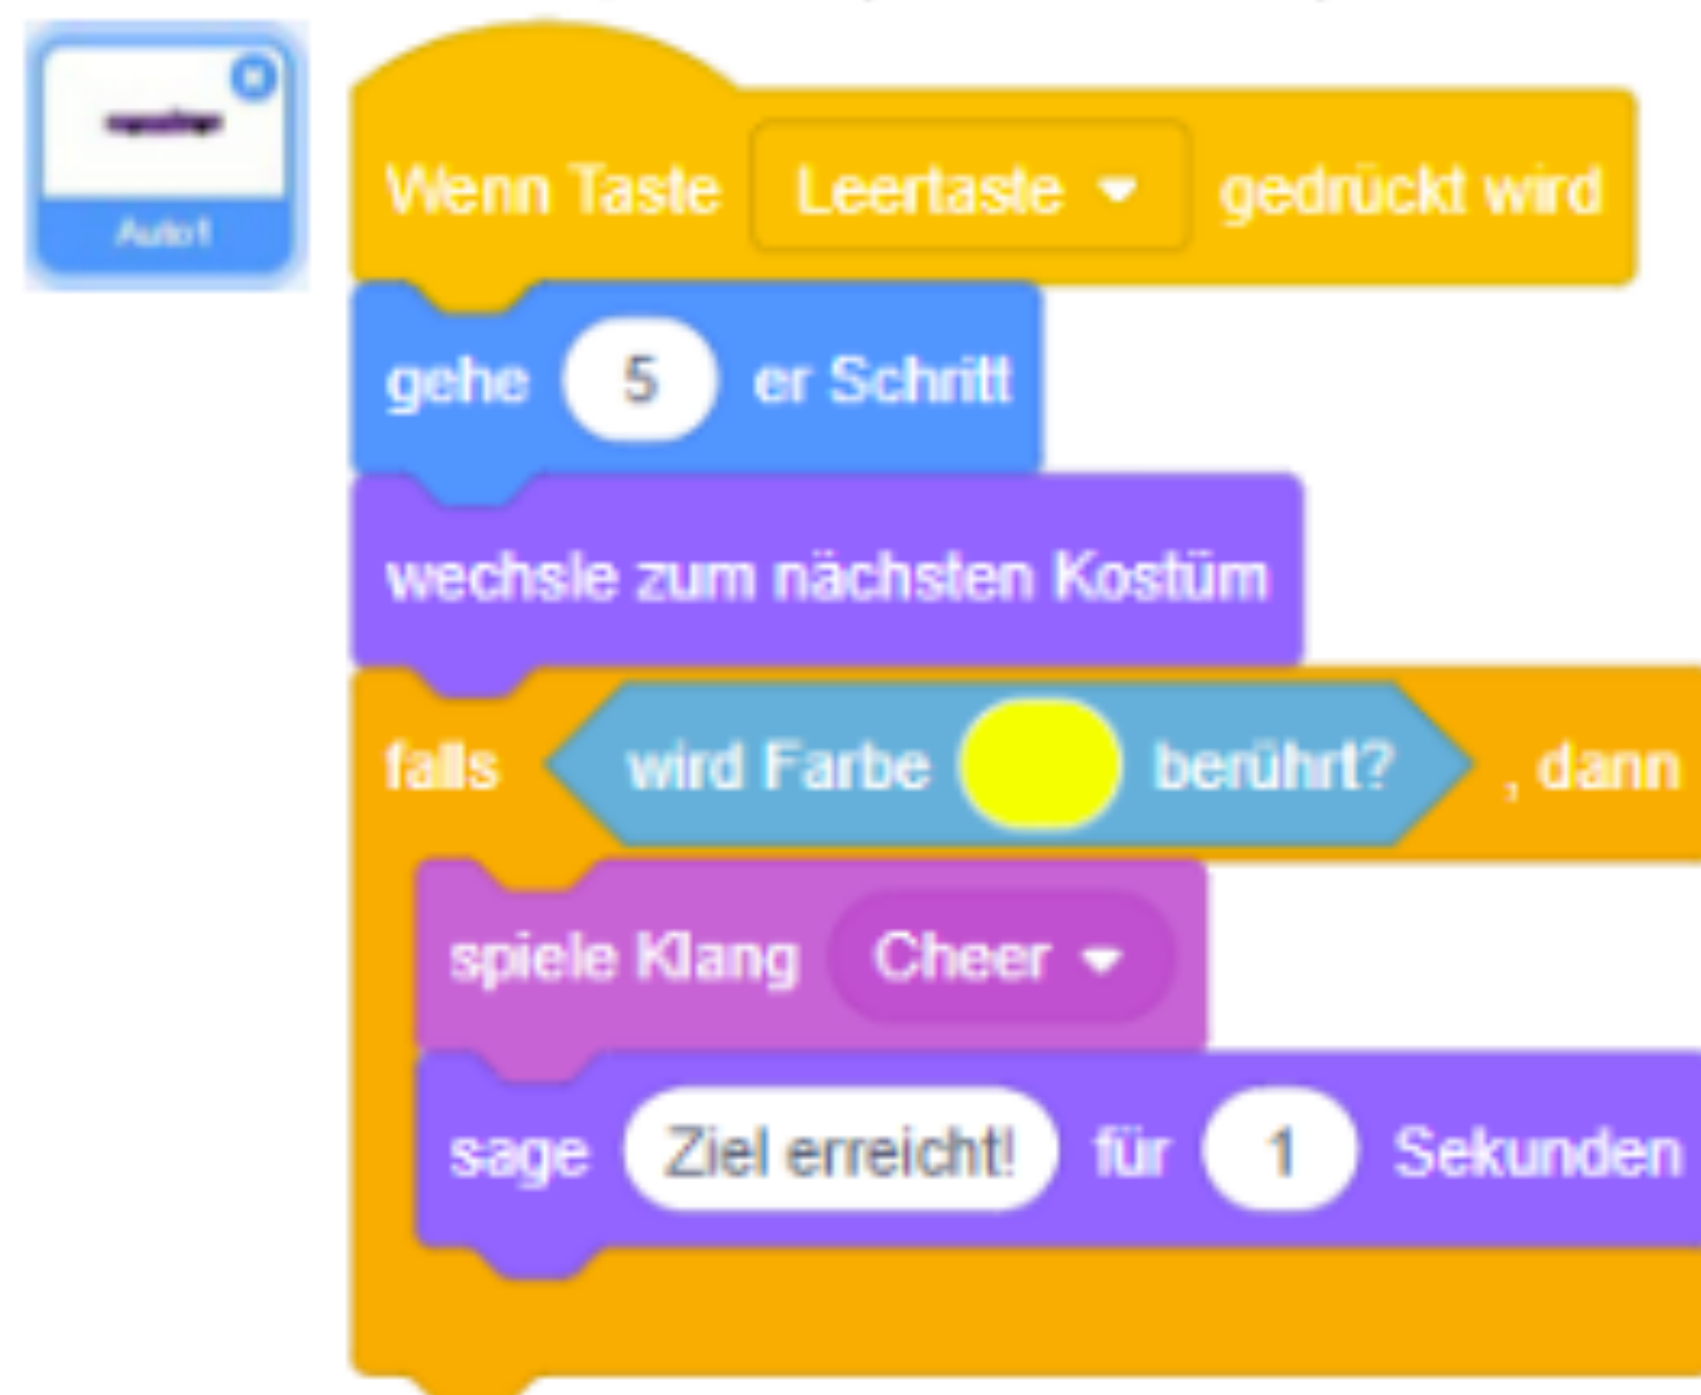 Auto1
Wenn Taste Leertaste gedrückt wird
gehe 5 er Schritt
wechsle zum nächsten Kostüm
falls wird Farbe berührt? , dann
spiele Klang Cheer
sage Ziel erreicht! für 1 Sekunden